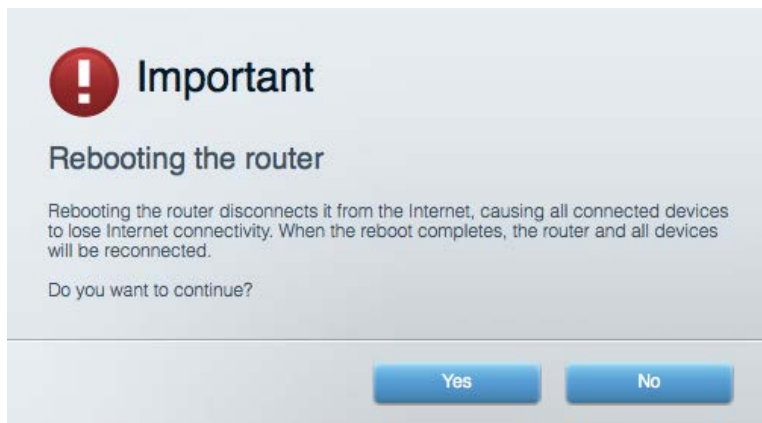 Important
Rebooting the router
Rebooting the router disconnects it from the Internet, causing all connected devices
to lose Internet connectivity. When the reboot completes, the router and all devices
will be reconnected.
Do you want to continue?
Yes No